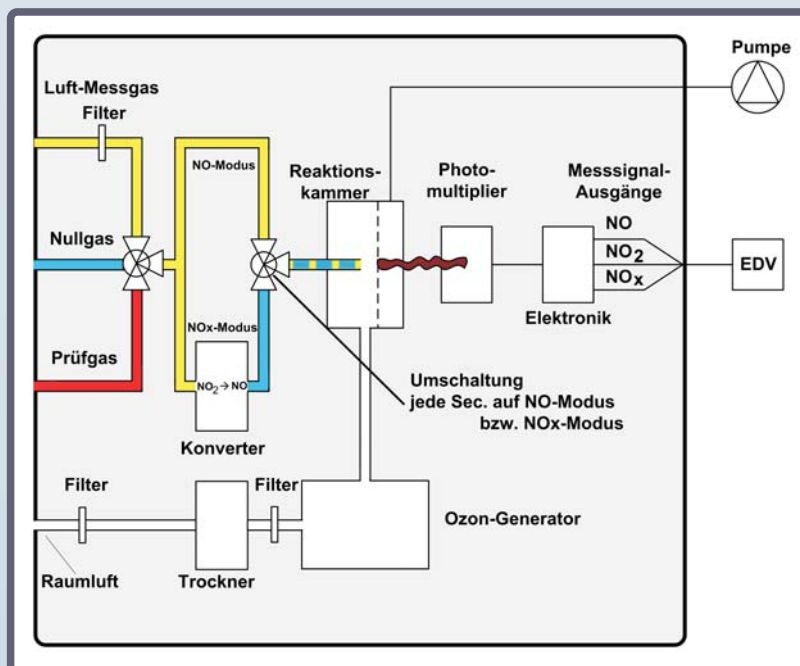 Pumpe
Luft-Messgas
Filter
NO-Modus
Reaktions-
kammer
Photo-
multiplier
Messsignal-
Ausgänge
NO
NO2
NOx
EDV
Elektronik
Nullgas
NOx-Modus
Prüfgas
NO2→NO
Konverter
Umschaltung
jede Sec. auf NO-Modus
bzw. NOx-Modus
Filter
Filter
Ozon-Generator
Raumluft
Trockner